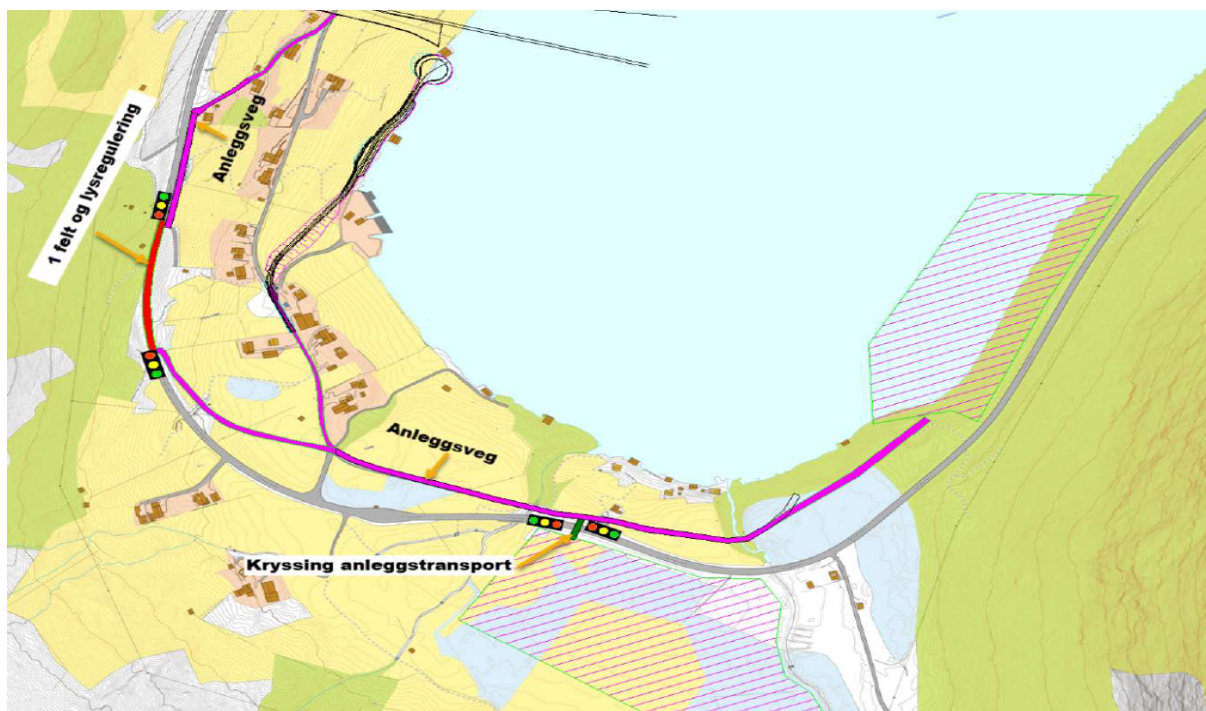 1 felt og lysregulering
Anleggsveg
Anleggsveg
Kryssing anleggstransport